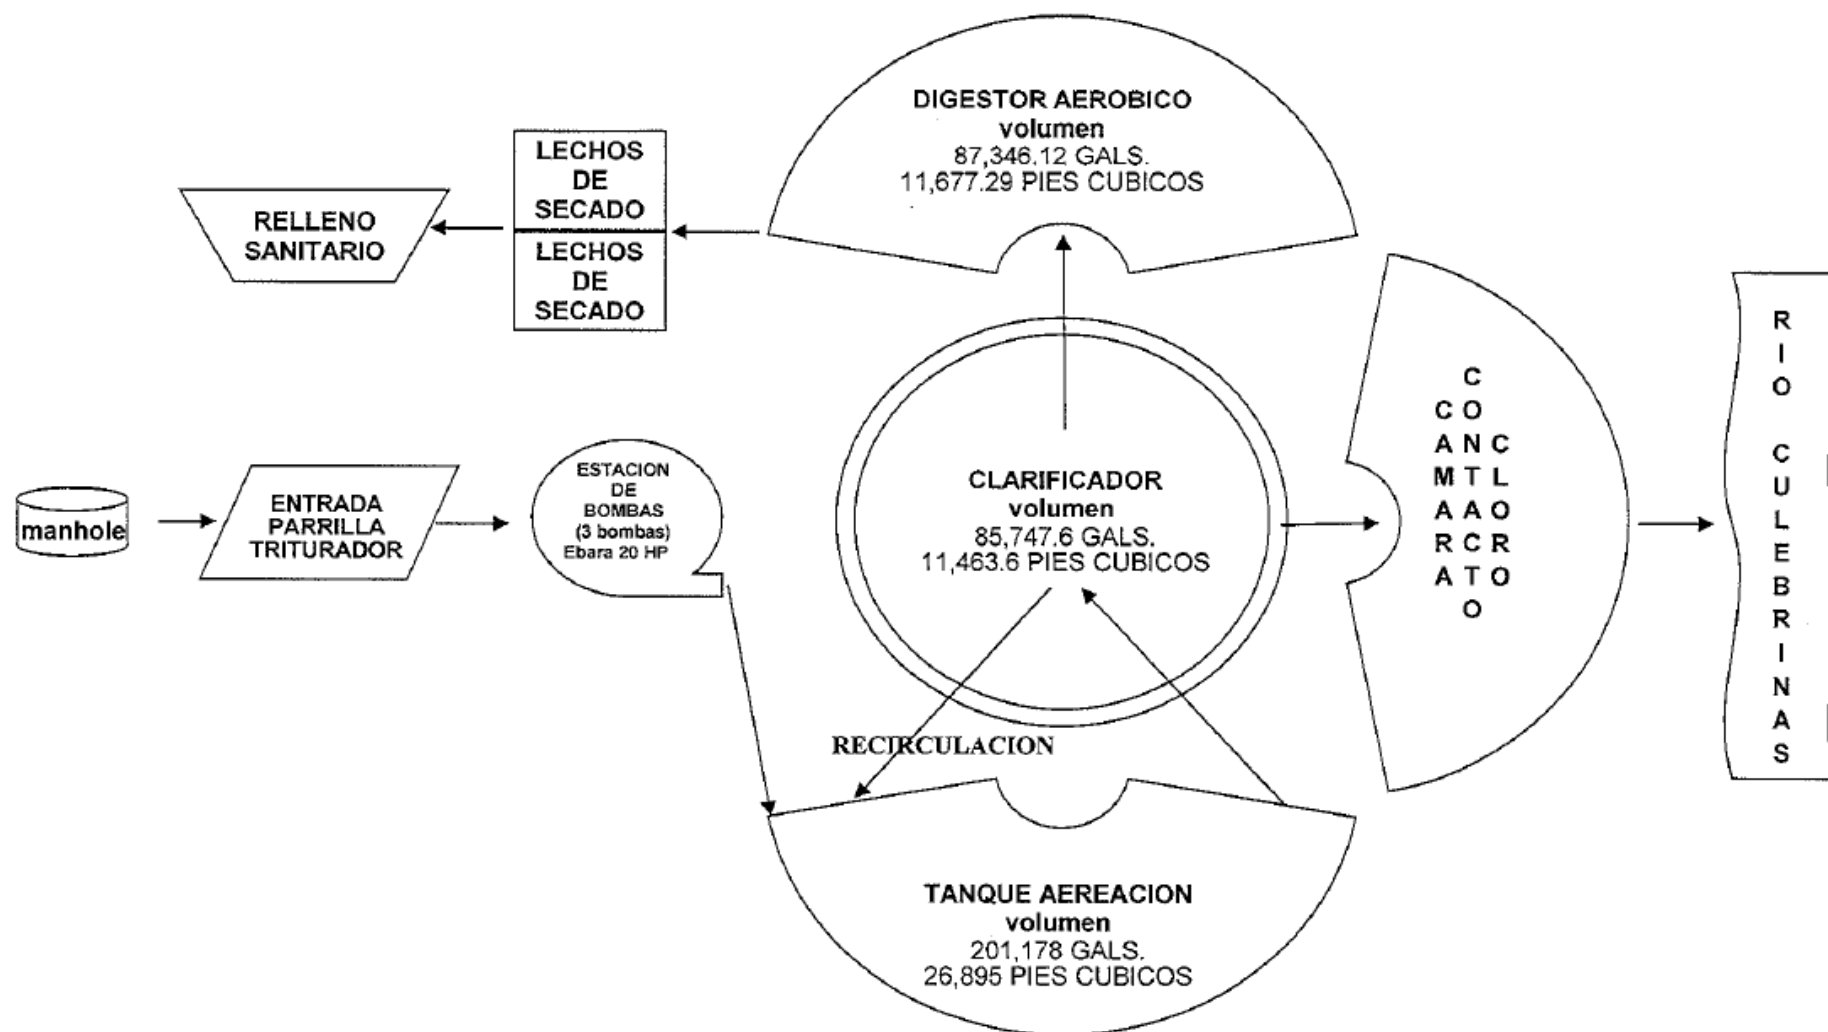 DIGESTOR AEROBICO
volumen
87,346.12 GALS.
11,677.29 PIES CUBICOS
LECHOS
DE
SECADO
LECHOS
DE
SECADO
RELLENO
SANITARIO
manhole
ENTRADA
PARRILLA
TRITURADOR
ESTACION
DE
BOMBAS
(3 bombas)
Ebara 20 HP
CLARIFICADOR
volumen
85,747.6 GALS.
11,463.6 PIES CUBICOS
CAMARA
CONTACTO
CLORO
RIO CULEBRINAS
RECIRCULACION
TANQUE AEREACION
volumen
201,178 GALS.
26,895 PIES CUBICOS